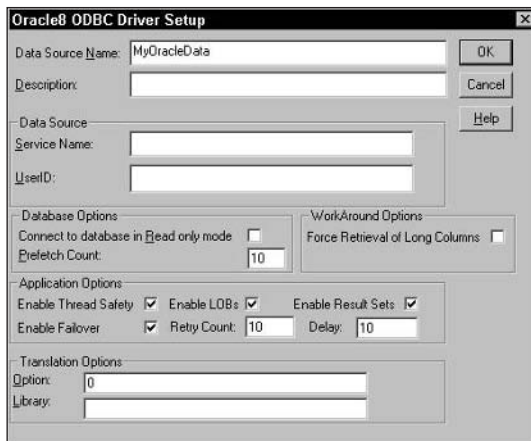 Oracle8 ODBC Driver Setup
Data Source Name: MyOracleData OK
Description: Cancel
Help
Data Source
Service Name:
UserID:
Database Options
Connect to database in Read only mode
Prefetch Count: 10
WorkAround Options
Force Retrieval of Long Columns
Application Options
Enable Thread Safety Enable LOBs Enable Result Sets
Enable Failover Retry Count: 10 Delay: 10
Translation Options
Option: 0
Library: